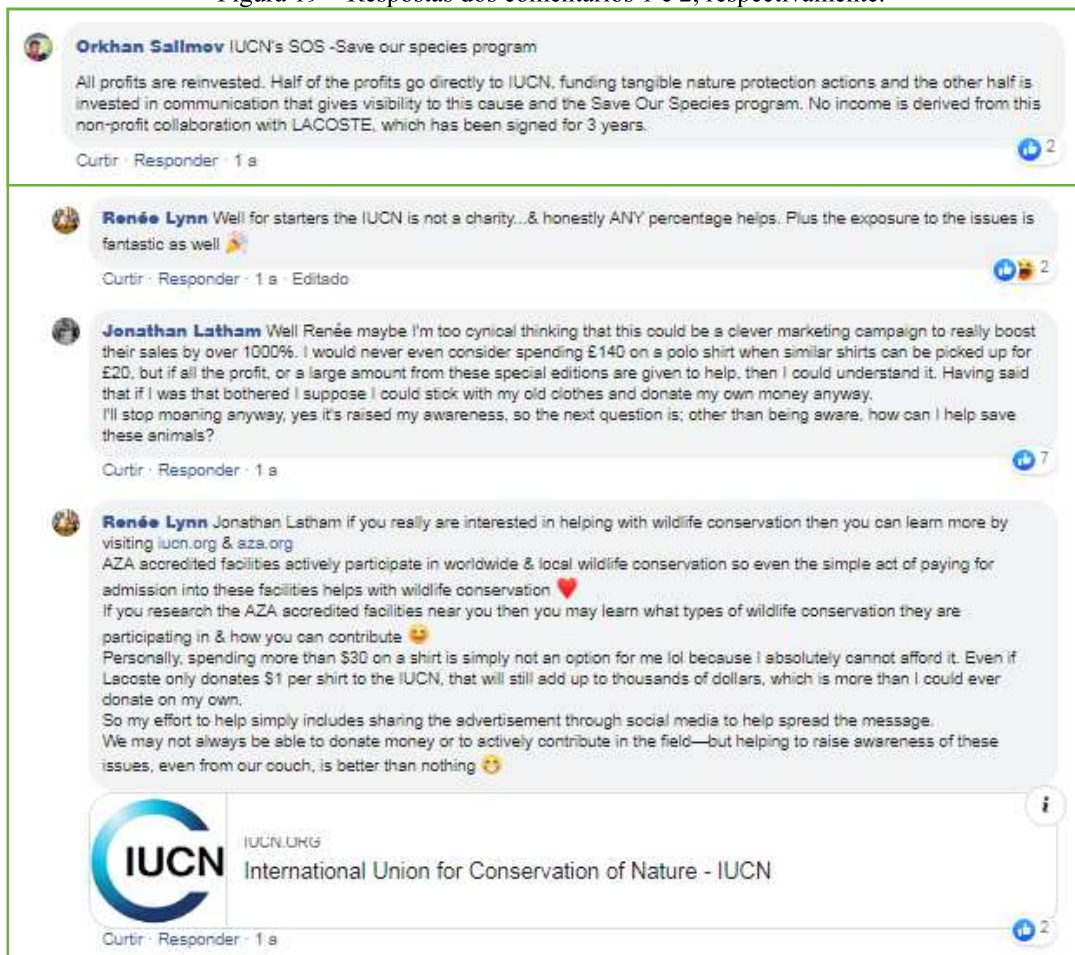 Figura 19 – Respostas dos comentários 1 e 2, respectivamente.
Orkhan Salimov IUCN's SOS -Save our species program
All profits are reinvested. Half of the profits go directly to IUCN, funding tangible nature protection actions and the other half is
invested in communication that gives visibility to this cause and the Save Our Species program. No income is derived from this
non-profit collaboration with LACOSTE, which has been signed for 3 years.
2
Curtir · Responder · 1 a
Renée Lynn Well for starters the IUCN is not a charity...& honestly ANY percentage helps. Plus the exposure to the issues is
fantastic as well
2
Curtir · Responder · 1 a · Editado
Jonathan Latham Well Renée maybe I'm too cynical thinking that this could be a clever marketing campaign to really boost
their sales by over 1000%. I would never even consider spending £140 on a polo shirt when similar shirts can be picked up for
£20, but if all the profit, or a large amount from these special editions are given to help, then I could understand it. Having said
that if I was that bothered I suppose I could stick with my old clothes and donate my own money anyway.
I'll stop moaning anyway, yes it's raised my awareness, so the next question is; other than being aware, how can I help save
these animals?
7
Curtir · Responder · 1 a
Renée Lynn Jonathan Latham if you really are interested in helping with wildlife conservation then you can learn more by
visiting iucn.org & aza.org
AZA accredited facilities actively participate in worldwide & local wildlife conservation so even the simple act of paying for
admission into these facilities helps with wildlife conservation
If you research the AZA accredited facilities near you then you may learn what types of wildlife conservation they are
participating in & how you can contribute
Personally, spending more than $30 on a shirt is simply not an option for me lol because I absolutely cannot afford it. Even if
Lacoste only donates $1 per shirt to the IUCN, that will still add up to thousands of dollars, which is more than I could ever
donate on my own.
So my effort to help simply includes sharing the advertisement through social media to help spread the message.
We may not always be able to donate money or to actively contribute in the field—but helping to raise awareness of these
issues, even from our couch, is better than nothing
i
IUCN
IUCN.ORG
International Union for Conservation of Nature - IUCN
2
Curtir · Responder · 1 a